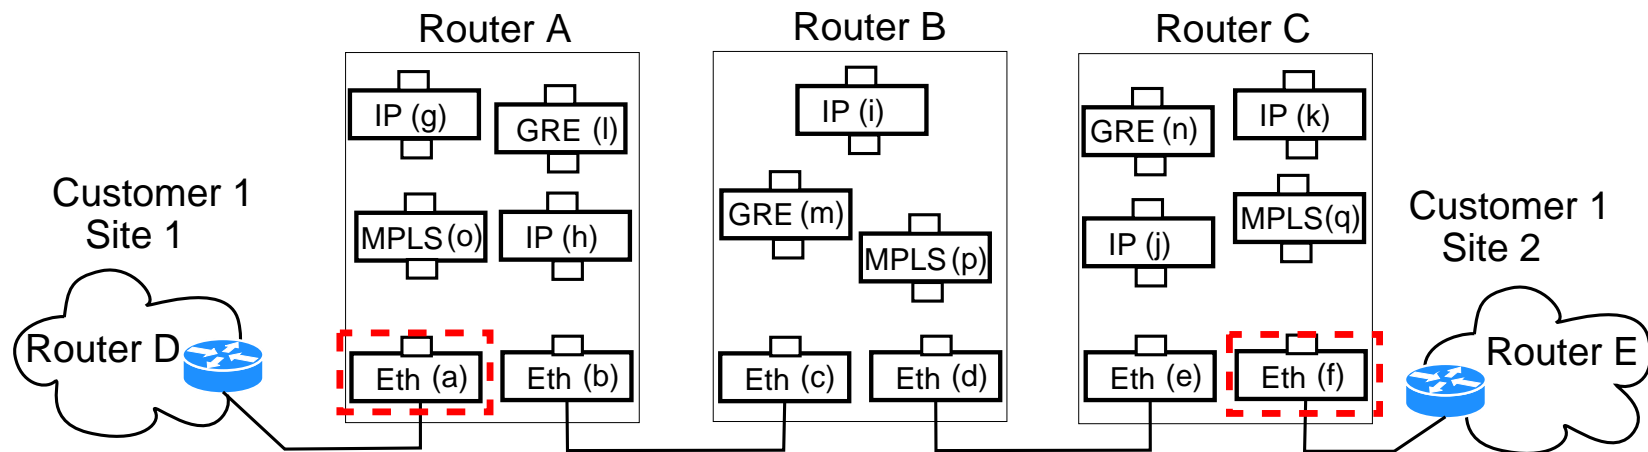 Router A
Router B
Router C
IP (g)
GRE (l)
MPLS (o)
IP (h)
Eth (a)
Eth (b)
IP (i)
GRE (m)
MPLS (p)
Eth (c)
Eth (d)
GRE (n)
IP (k)
IP (j)
MPLS (q)
Eth (e)
Eth (f)
Customer 1
Site 1
Router D
Customer 1
Site 2
Router E